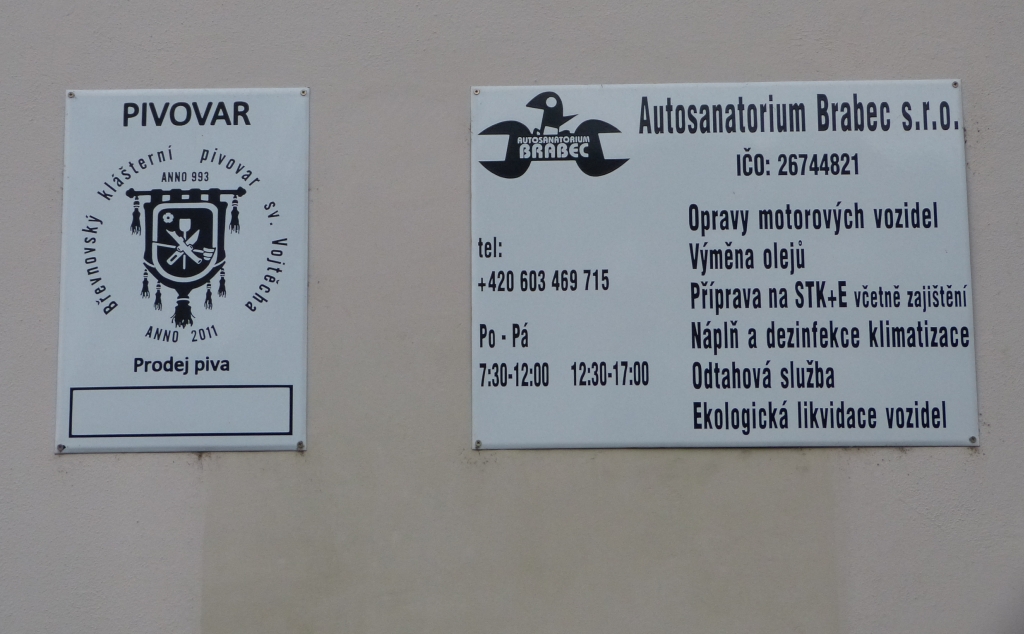 PIVOVAR
Břevnovský klášterní pivovar sv. Vojtěcha
ANNO 993
ANNO 2011
Prodej piva
AUTOSANATORIUM
BRABEC
Autosanatorium Brabec s.r.o.
IČO: 26744821
tel:
+420 603 469 715
Po - Pá
7:30-12:00 12:30-17:00
Opravy motorových vozidel
Výměna olejů
Příprava na STK+E včetně zajištění
Náplň a dezinfekce klimatizace
Odtahová služba
Ekologická likvidace vozidel